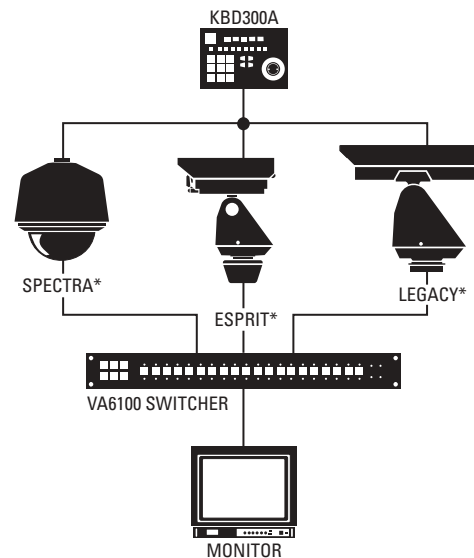 KBD300A
SPECTRA*
ESPRIT*
LEGACY*
VA6100 SWITCHER
MONITOR